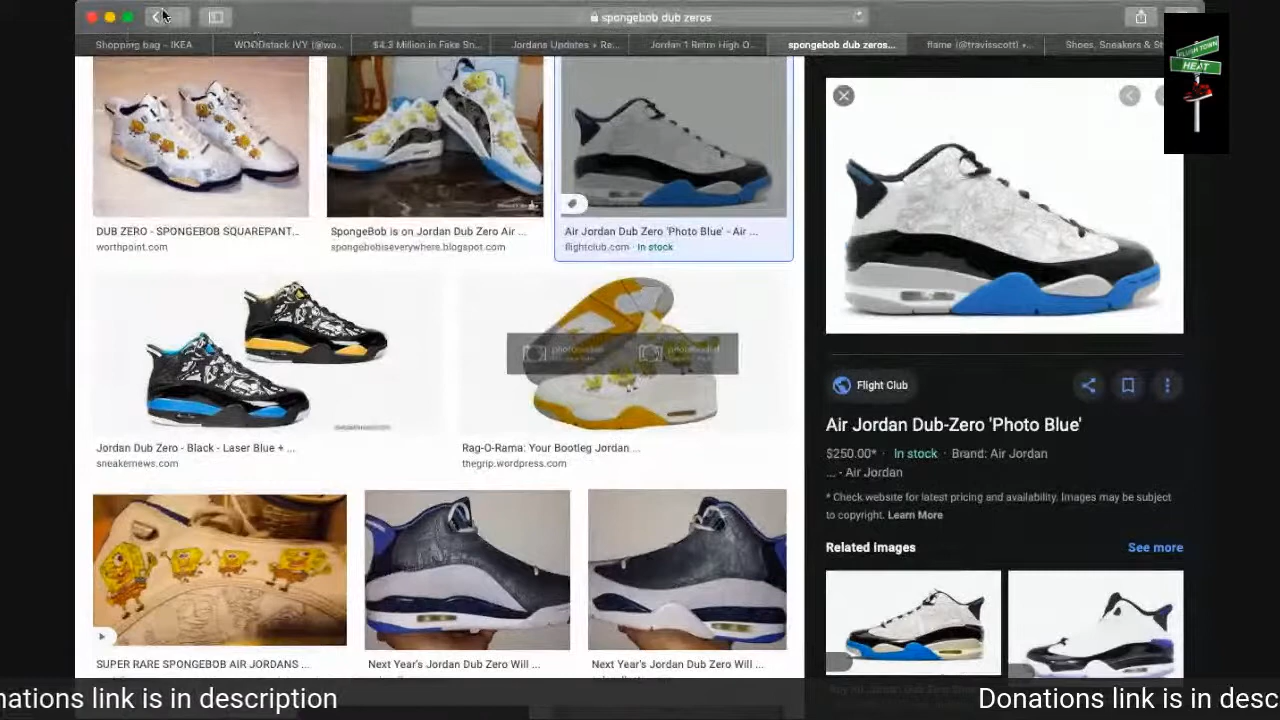 spongebob dub zeros
Shopping bag – IKEA
WOODstack IVY (@wo...
$4.3 Million in Fake Sn...
Jordans Updates + Re...
Jordan 1 Retro High O...
spongebob dub zeros...
flame (@travisscott) •...
Shoes, Sneakers & St
FLUSH TOWN
HEAT
DUB ZERO - SPONGEBOB SQUAREPANT...
worthpoint.com
SpongeBob is on Jordan Dub Zero Air ...
spongebobiseverywhere.blogspot.com
Air Jordan Dub Zero 'Photo Blue' - Air ...
flightclub.com · In stock
Flight Club
Air Jordan Dub-Zero 'Photo Blue'
$250.00* · In stock · Brand: Air Jordan
... - Air Jordan
* Check website for latest pricing and availability. Images may be subject
to copyright. Learn More
Jordan Dub Zero - Black - Laser Blue + ...
sneakernews.com
Rag-O-Rama: Your Bootleg Jordan ...
thegrip.wordpress.com
Related images
See more
SUPER RARE SPONGEBOB AIR JORDANS ...
Next Year's Jordan Dub Zero Will ...
Next Year's Jordan Dub Zero Will ...
nations link is in description
Donations link is in desc